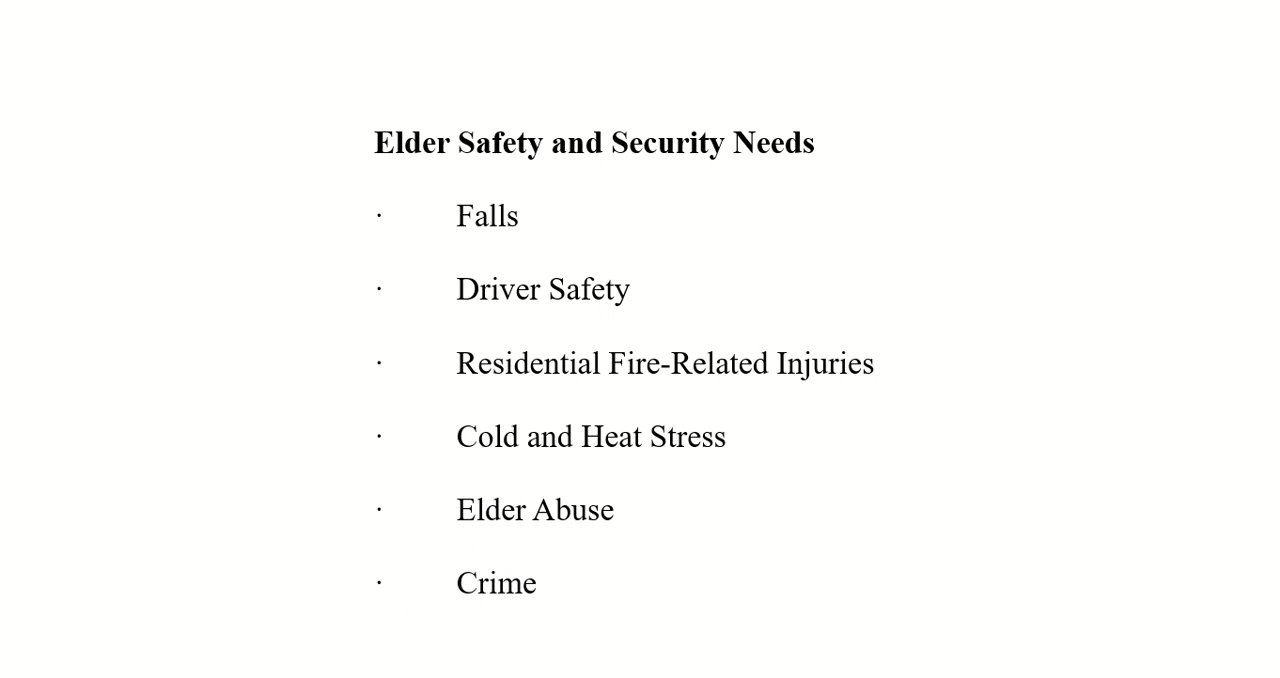 Elder Safety and Security Needs
· Falls
· Driver Safety
· Residential Fire-Related Injuries
· Cold and Heat Stress
· Elder Abuse
· Crime